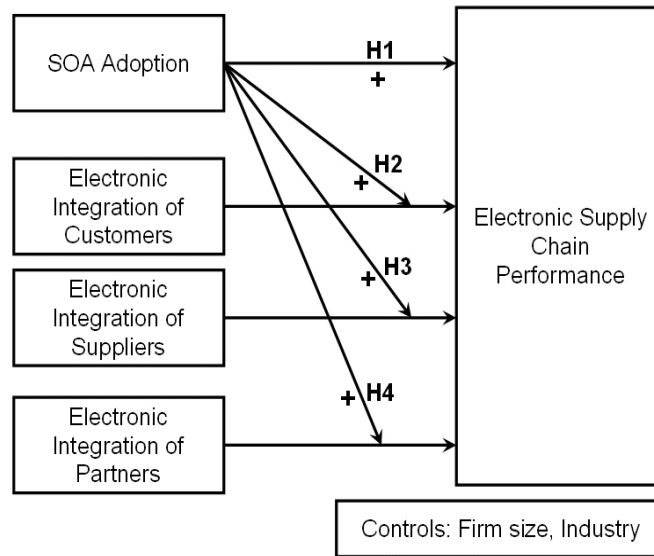 SOA Adoption
H1
+
H2
+
Electronic
Integration of
Customers
Electronic Supply
Chain
Performance
H3
+
Electronic
Integration of
Suppliers
H4
+
Electronic
Integration of
Partners
Controls: Firm size, Industry